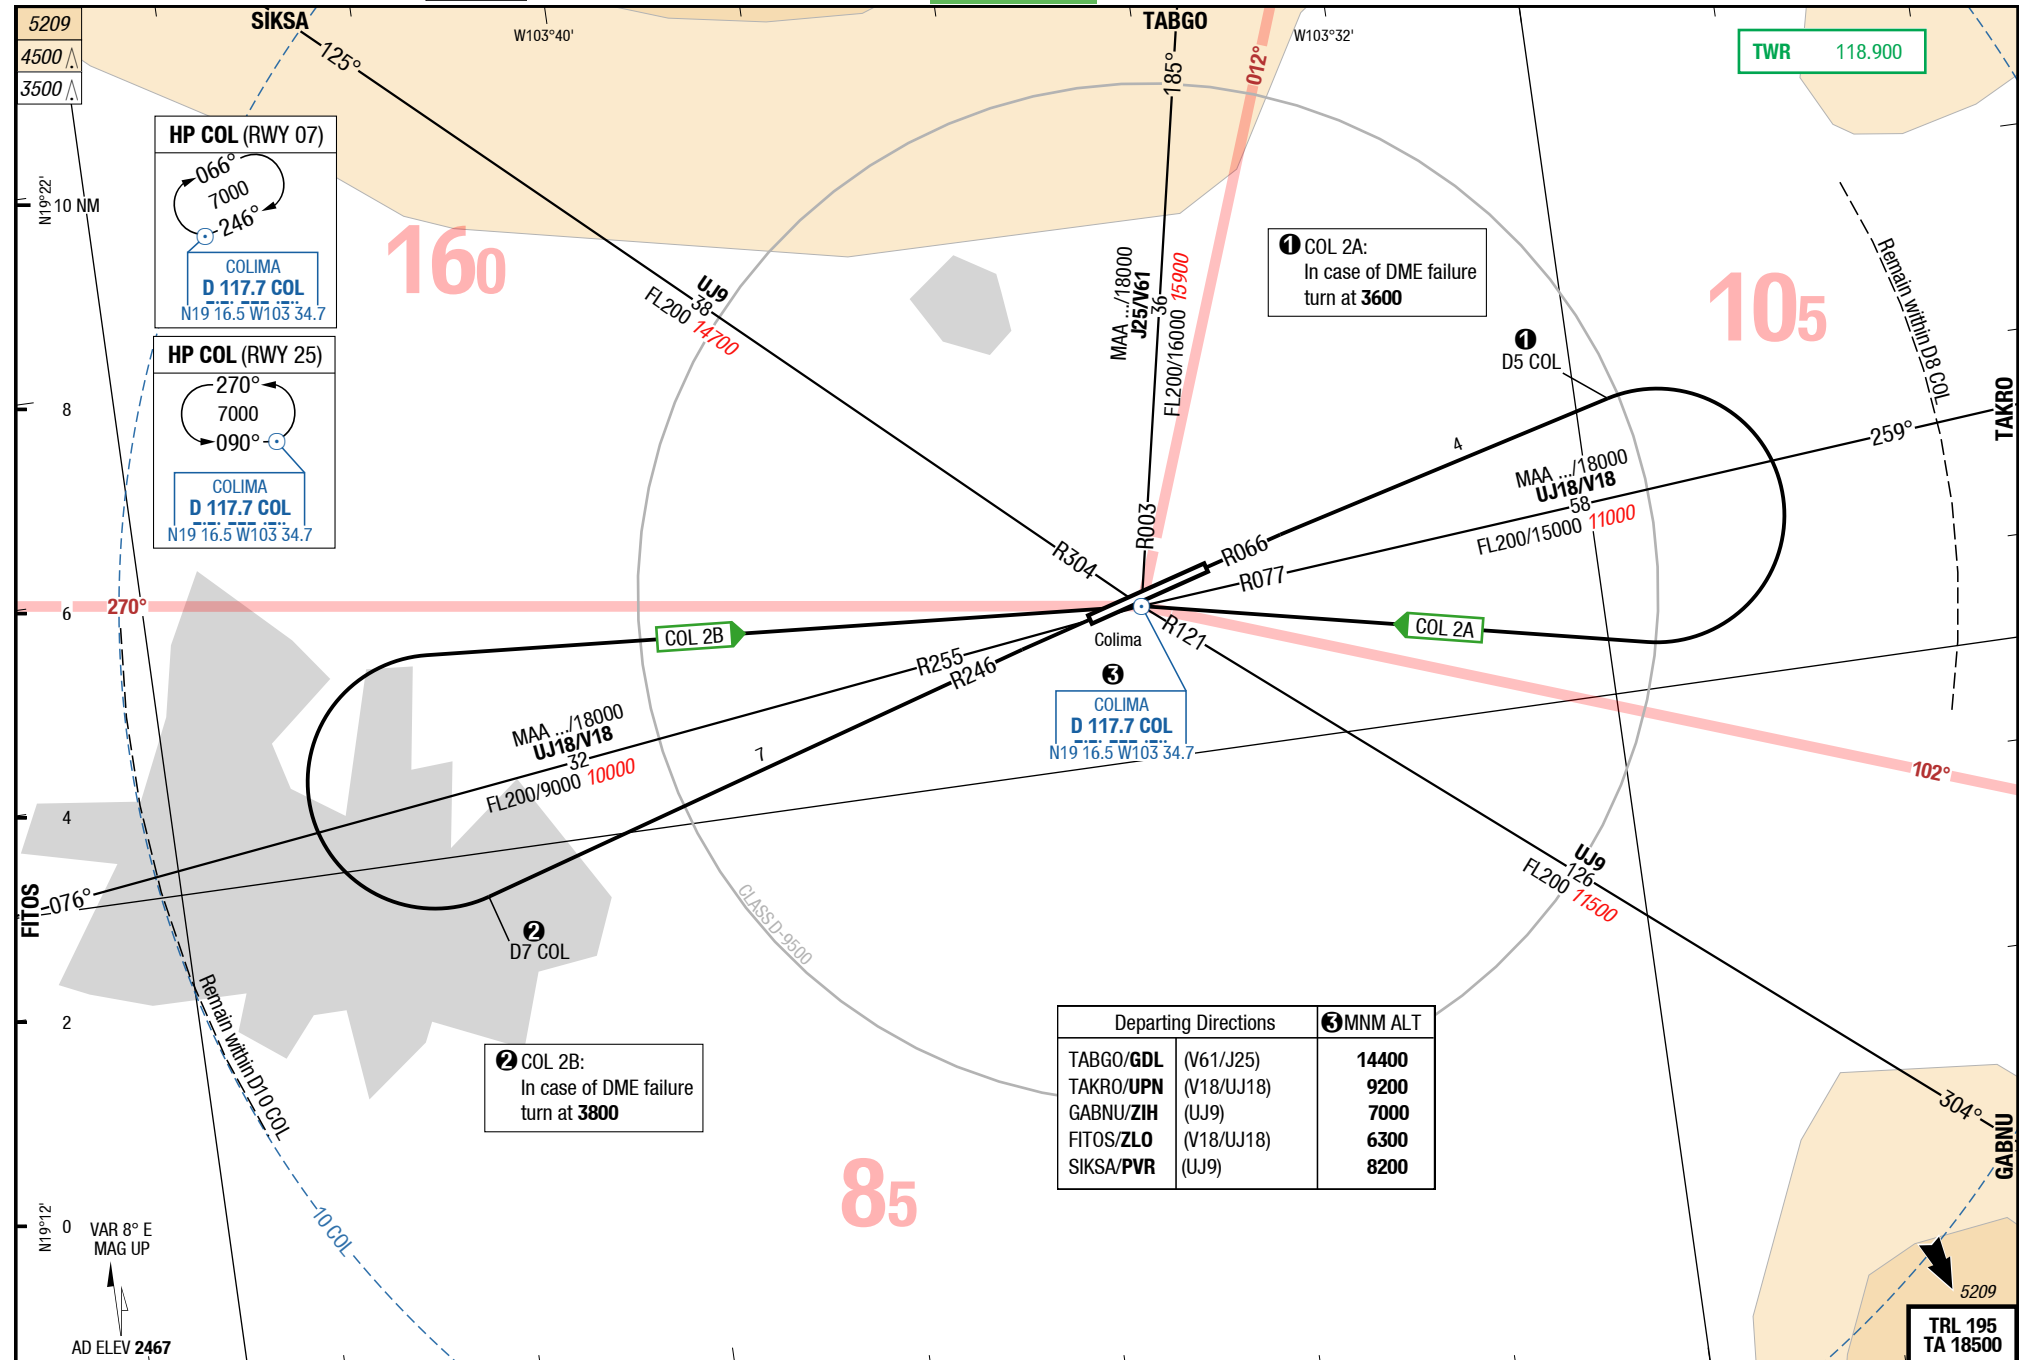 5209
4500
3500
SIKSA
W103°40'
TABGO
W103°32'
TWR 118.900
125°
185°
012°
HP COL (RWY 07)
066°
7000
246°
COLIMA
D 117.7 COL
N19 16.5 W103 34.7
N19°22'
10 NM
160
HP COL (RWY 25)
270°
7000
090°
COLIMA
D 117.7 COL
N19 16.5 W103 34.7
UJ9
38
FL200 14700
MAA .../18000
J25/V61
36
FL200/16000 15900
❶ COL 2A:
In case of DME failure
turn at 3600
105
Remain within D8 COL
❶
D5 COL
TAKRO
259°
4
MAA .../18000
UJ18/V18
58
FL200/15000 11000
8
R304
R003
R066
R077
6
270°
COL 2B
COL 2A
Colima
R121
R255
R246
❸
COLIMA
D 117.7 COL
N19 16.5 W103 34.7
102°
MAA .../18000
UJ18/V18
32
FL200/9000 10000
7
4
FITOS
076°
UJ9
126
FL200 11500
CLASS D-9500
❷
D7 COL
Remain within D10 COL
2
❷ COL 2B:
In case of DME failure
turn at 3800
Departing Directions ❸ MNM ALT
TABGO/GDL (V61/J25) 14400
TAKRO/UPN (V18/UJ18) 9200
GABNU/ZIH (UJ9) 7000
FITOS/ZLO (V18/UJ18) 6300
SIKSA/PVR (UJ9) 8200
304°
GABNU
85
10 COL
N19°12'
0
VAR 8° E
MAG UP
AD ELEV 2467
5209
TRL 195
TA 18500